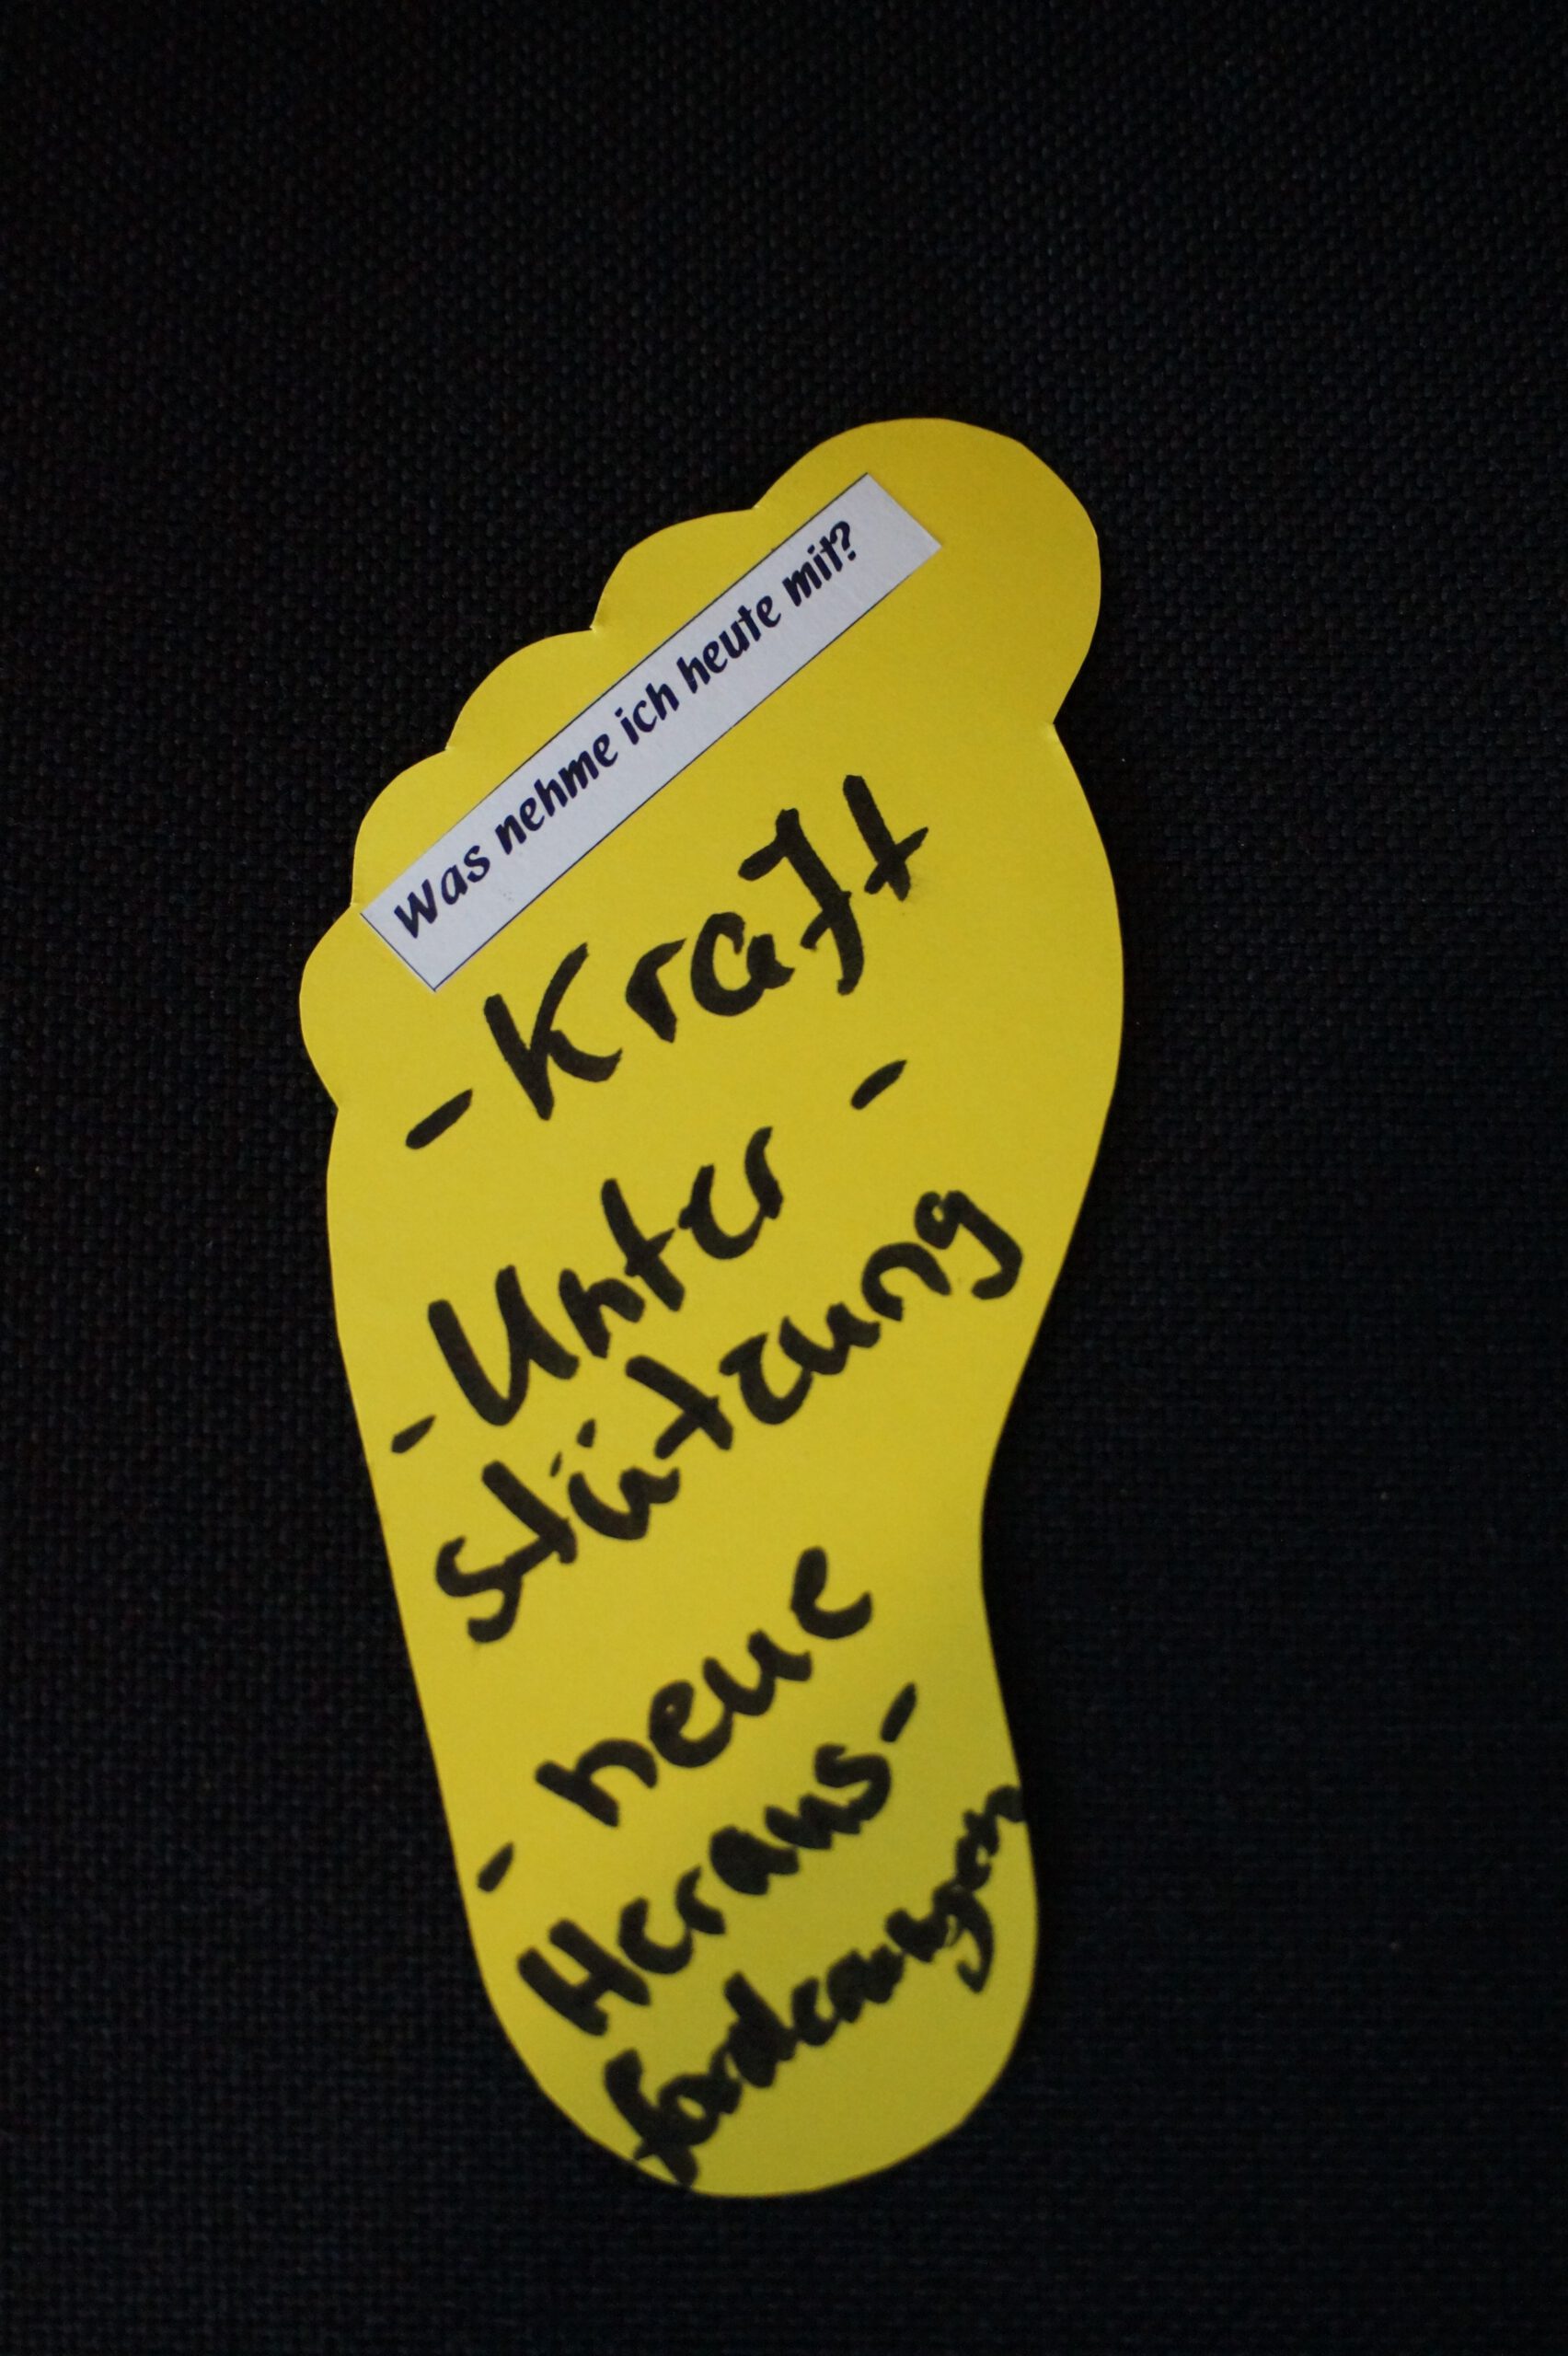 Was nehme ich heute mit?
- Kraft
- Unter -
stützung
- neue
Heraus-
forderungen